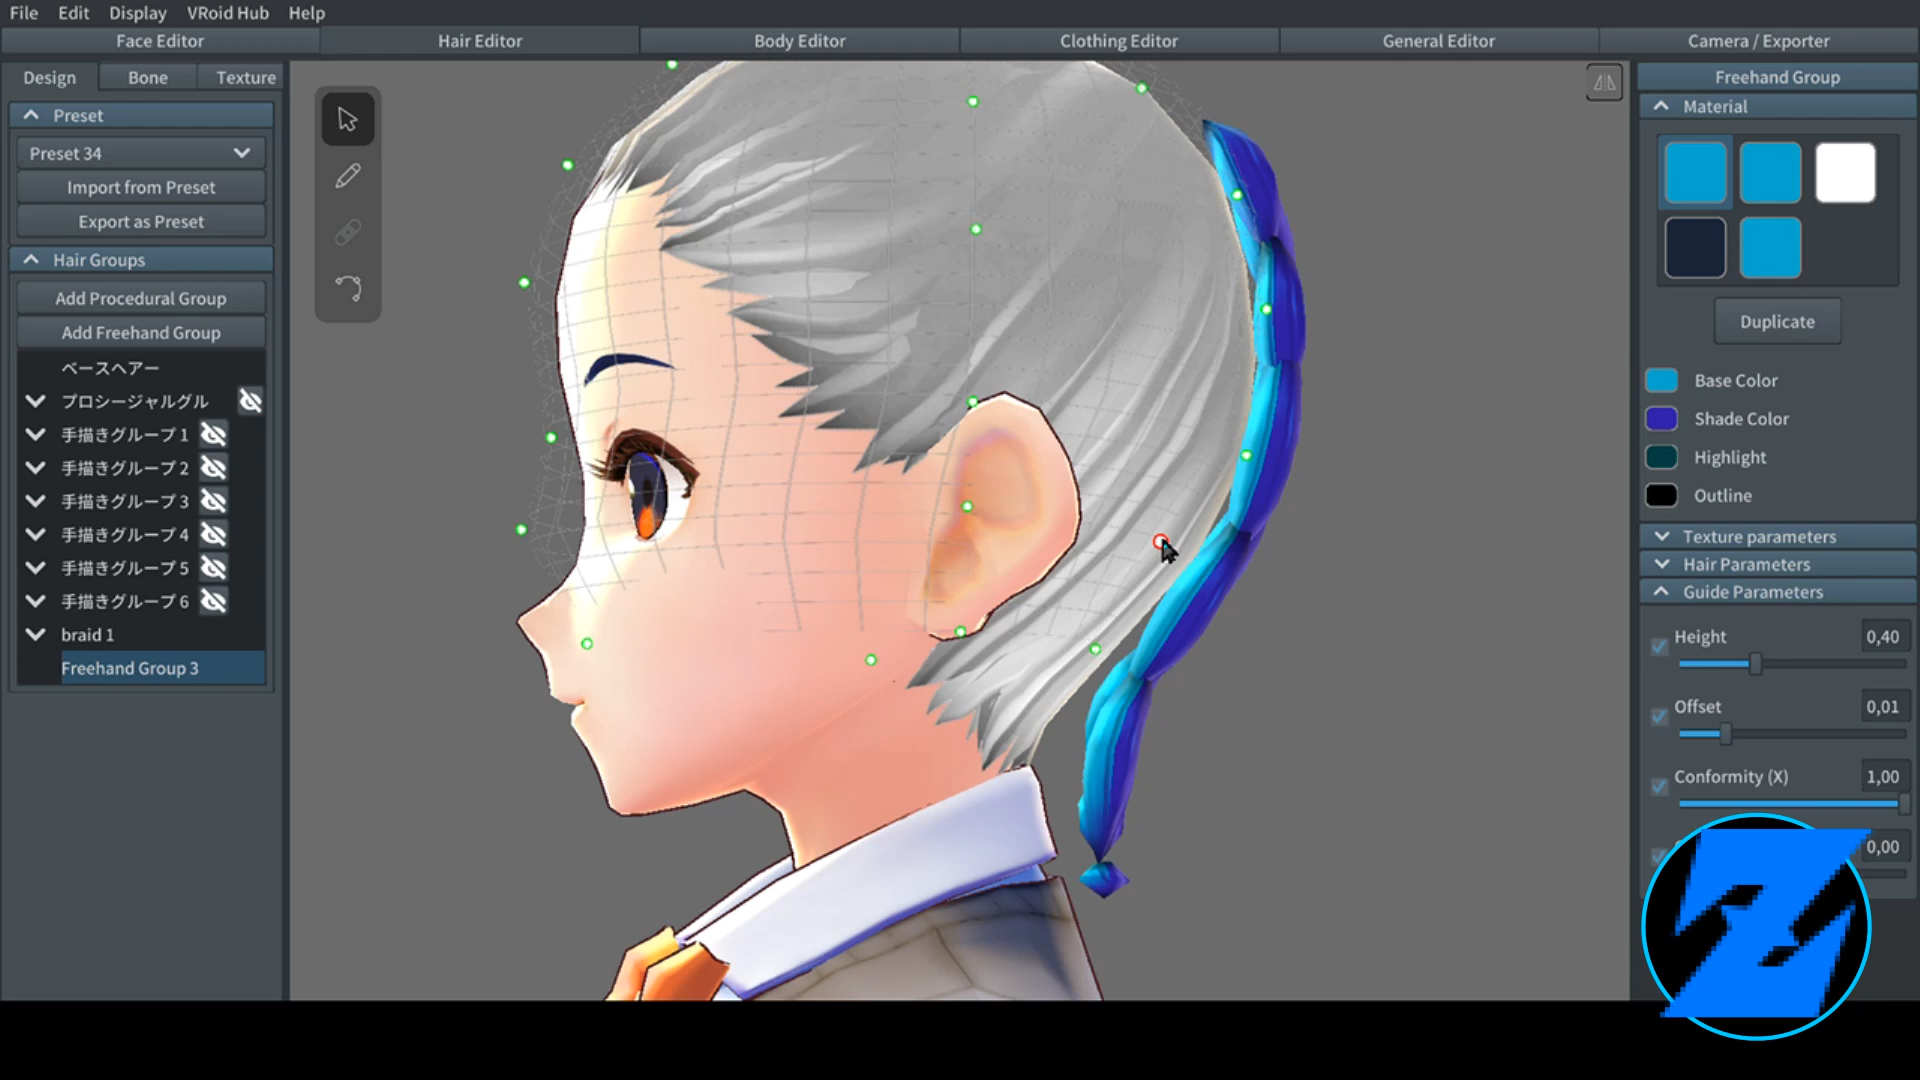 File Edit Display VRoid Hub Help
Face Editor Hair Editor Body Editor Clothing Editor General Editor Camera / Exporter
Design Bone Texture
Preset
Preset 34
Import from Preset
Export as Preset
Hair Groups
Add Procedural Group
Add Freehand Group
ベースヘアー
プロシージャルグル
手描きグループ 1
手描きグループ 2
手描きグループ 3
手描きグループ 4
手描きグループ 5
手描きグループ 6
braid 1
Freehand Group 3
Freehand Group
Material
Duplicate
Base Color
Shade Color
Highlight
Outline
Texture parameters
Hair Parameters
Guide Parameters
Height 0,40
Offset 0,01
Conformity (X) 1,00
0,00